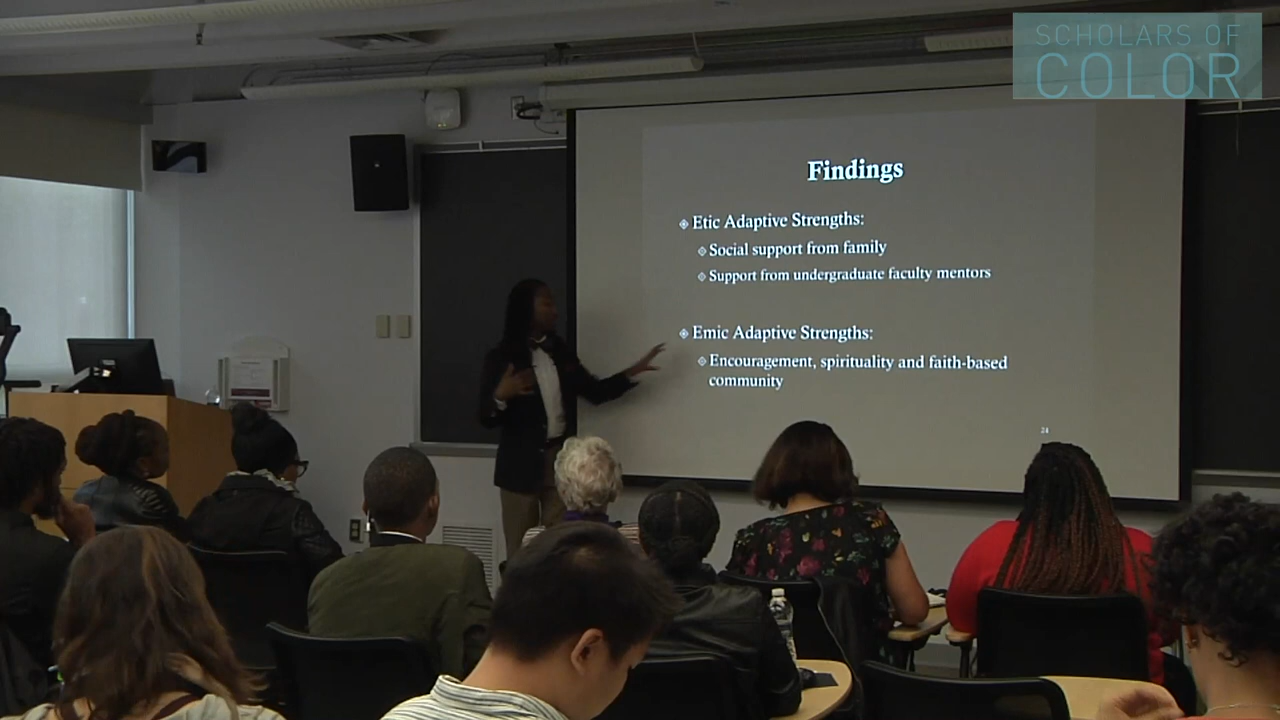 SCHOLARS OF
COLOR
Findings
Etic Adaptive Strengths:
Social support from family
Support from undergraduate faculty mentors
Emic Adaptive Strengths:
Encouragement, spirituality and faith-based
community
24